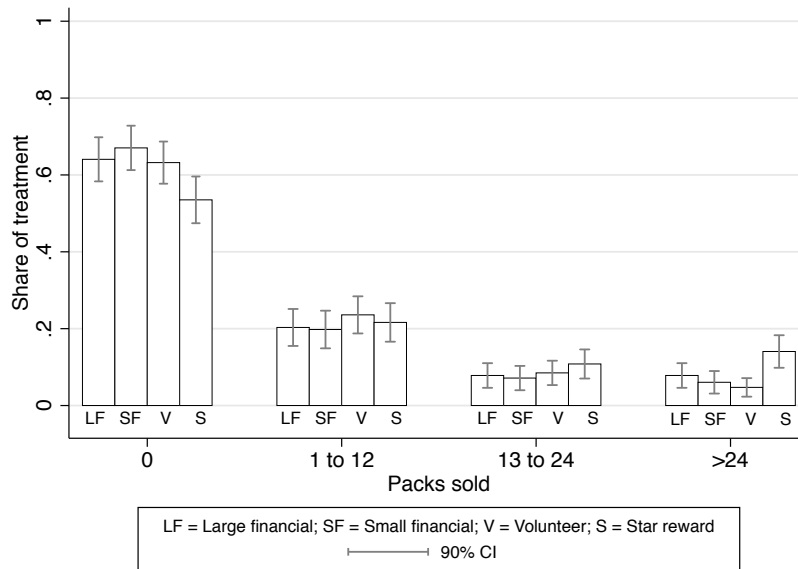 1
.8
.6
.4
.2
0
Share of treatment
LF SF V S
LF SF V S
LF SF V S
LF SF V S
0
1 to 12
13 to 24
>24
Packs sold
LF = Large financial; SF = Small financial; V = Volunteer; S = Star reward
90% CI